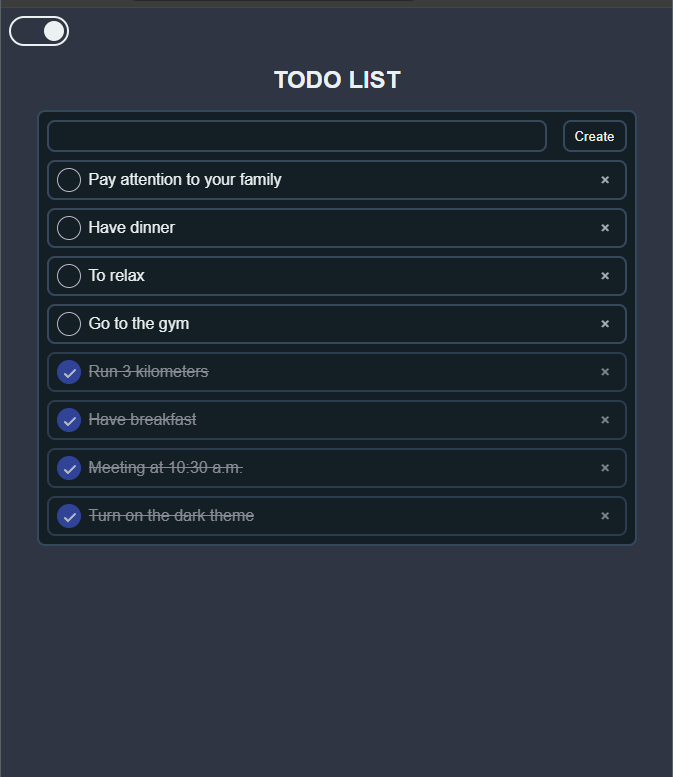 TODO LIST
Create
Pay attention to your family ×
Have dinner ×
To relax ×
Go to the gym ×
Run 3 kilometers ×
Have breakfast ×
Meeting at 10:30 a.m. ×
Turn on the dark theme ×